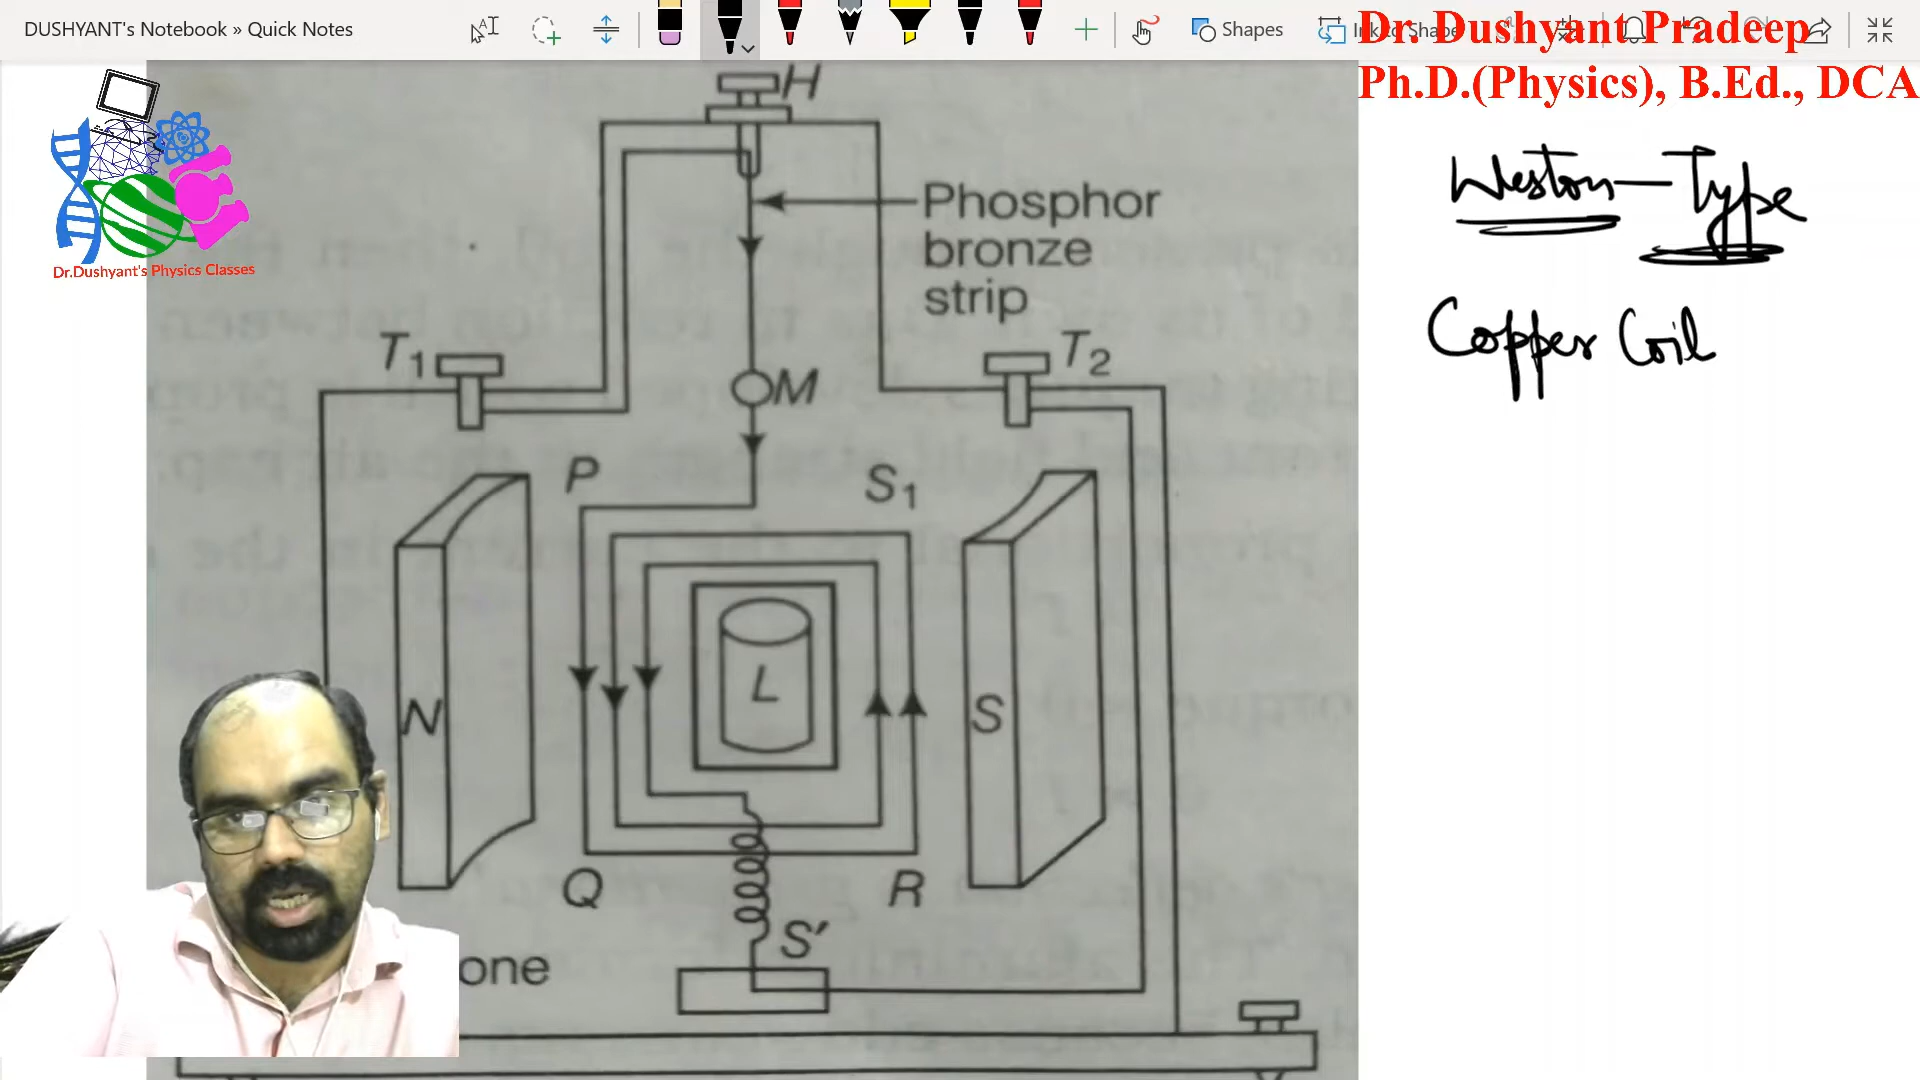 DUSHYANT's Notebook » Quick Notes
Shapes
Dr. Dushyant Pradeep
Ph.D.(Physics), B.Ed., DCA
Dr.Dushyant's Physics Classes
H
Weston - Type
Phosphor
bronze
strip
Copper Coil
T1
T2
M
P
S1
L
N
S
Q
R
S'
one